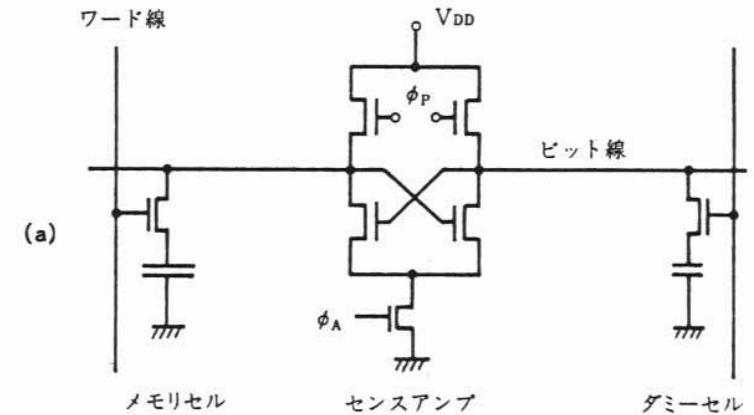 ワード線
VDD
φP
ビット線
(a)
φA
メモリセル
センスアンプ
ダミーセル